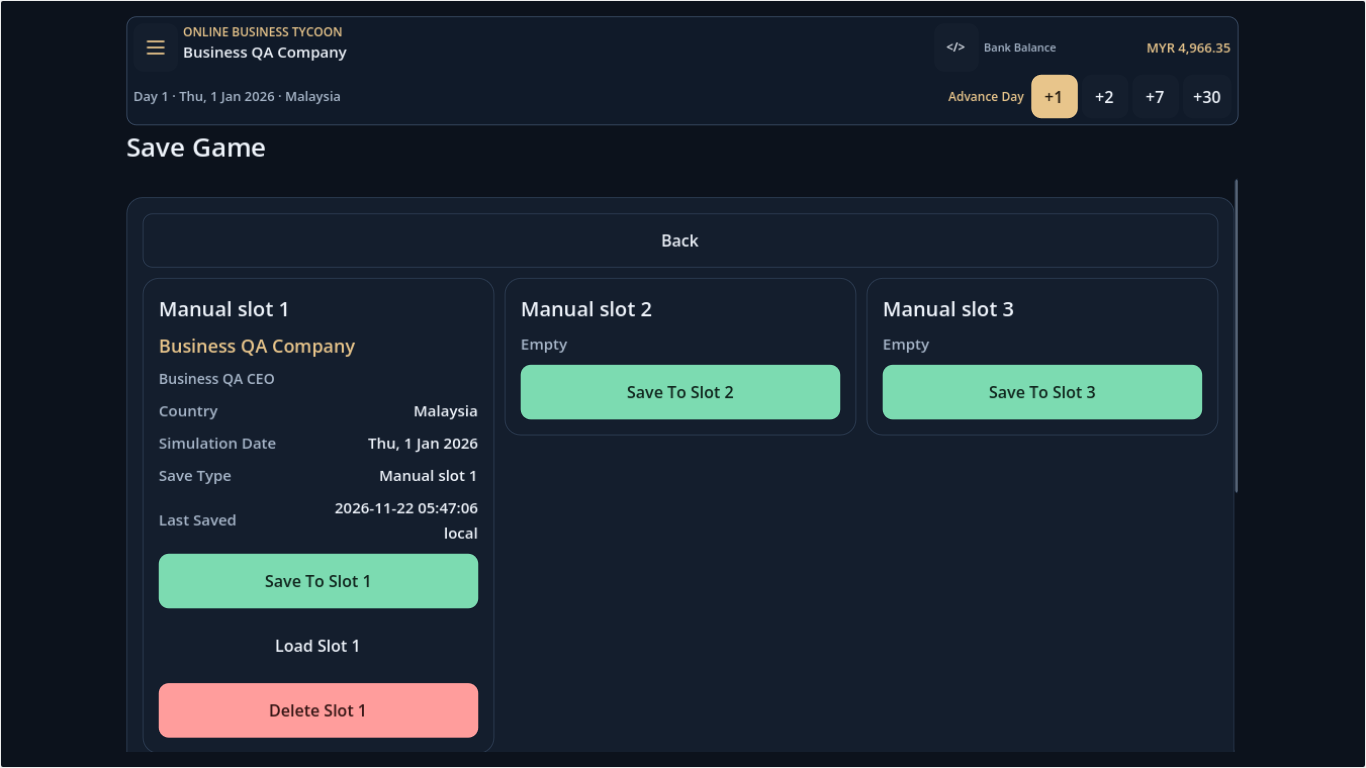 ONLINE BUSINESS TYCOON
Business QA Company
</> Bank Balance MYR 4,966.35
Day 1 · Thu, 1 Jan 2026 · Malaysia
Advance Day +1 +2 +7 +30
Save Game
Back
Manual slot 1
Business QA Company
Business QA CEO
Country Malaysia
Simulation Date Thu, 1 Jan 2026
Save Type Manual slot 1
Last Saved 2026-11-22 05:47:06
local
Save To Slot 1
Load Slot 1
Delete Slot 1
Manual slot 2
Empty
Save To Slot 2
Manual slot 3
Empty
Save To Slot 3